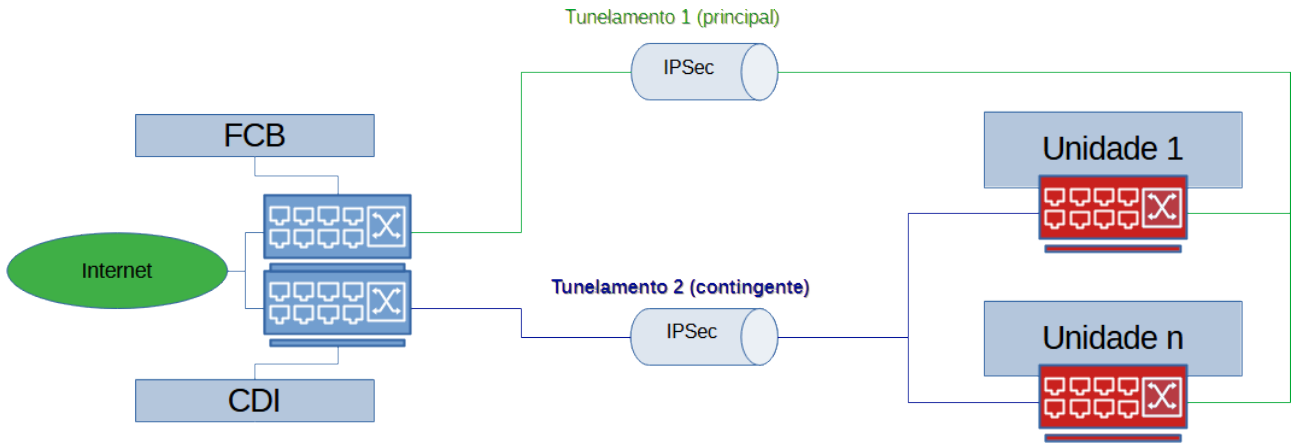 Tunelamento 1 (principal)
IPSec
FCB
Unidade 1
Internet
Tunelamento 2 (contingente)
IPSec
Unidade n
CDI